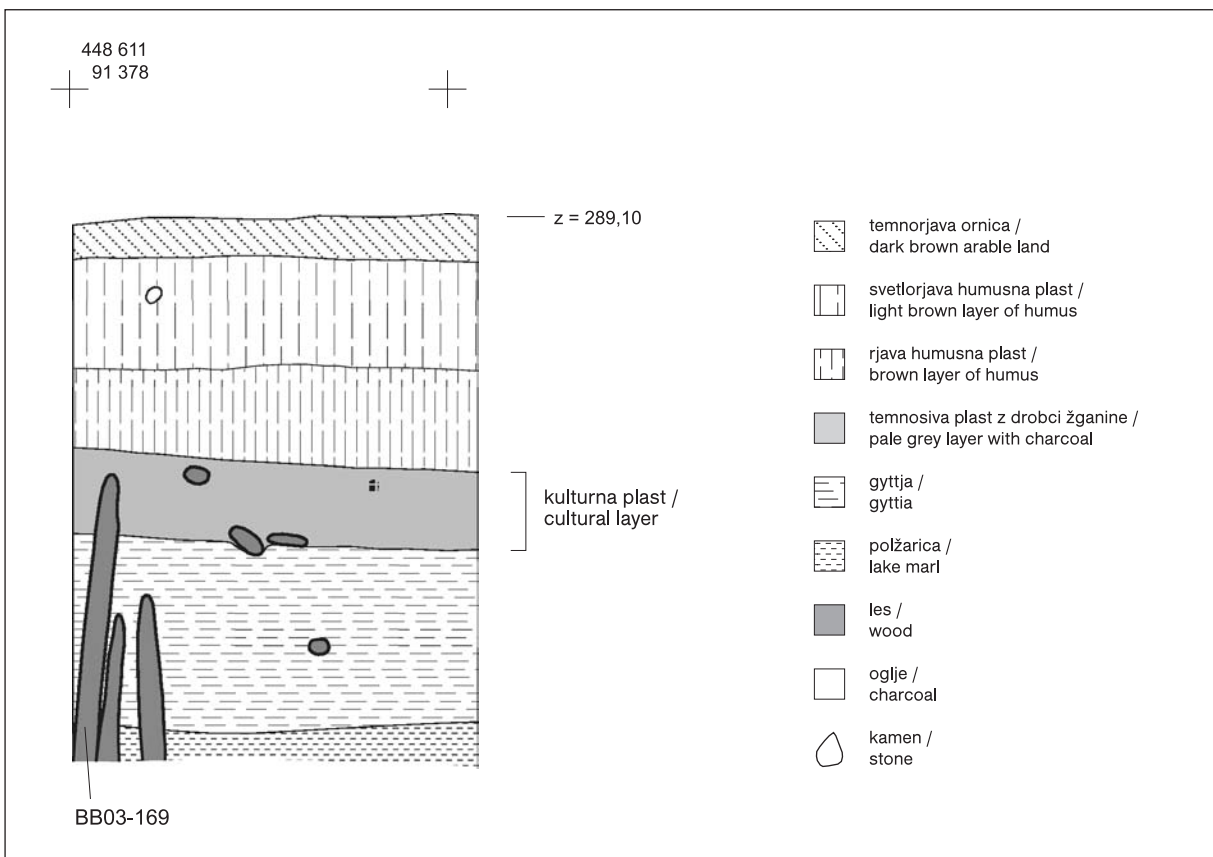 448 611
91 378
z = 289,10
temnorjava ornica /
dark brown arable land
svetlorjava humusna plast /
light brown layer of humus
rjava humusna plast /
brown layer of humus
temnosiva plast z drobci žganine /
pale grey layer with charcoal
kulturna plast /
cultural layer
gyttja /
gyttia
polžarica /
lake marl
les /
wood
oglje /
charcoal
kamen /
stone
BB03-169